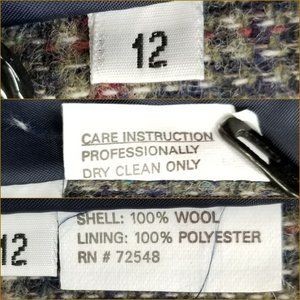 12
CARE INSTRUCTION
PROFESSIONALLY
DRY CLEAN ONLY
12
SHELL: 100% WOOL
LINING: 100% POLYESTER
RN # 72548